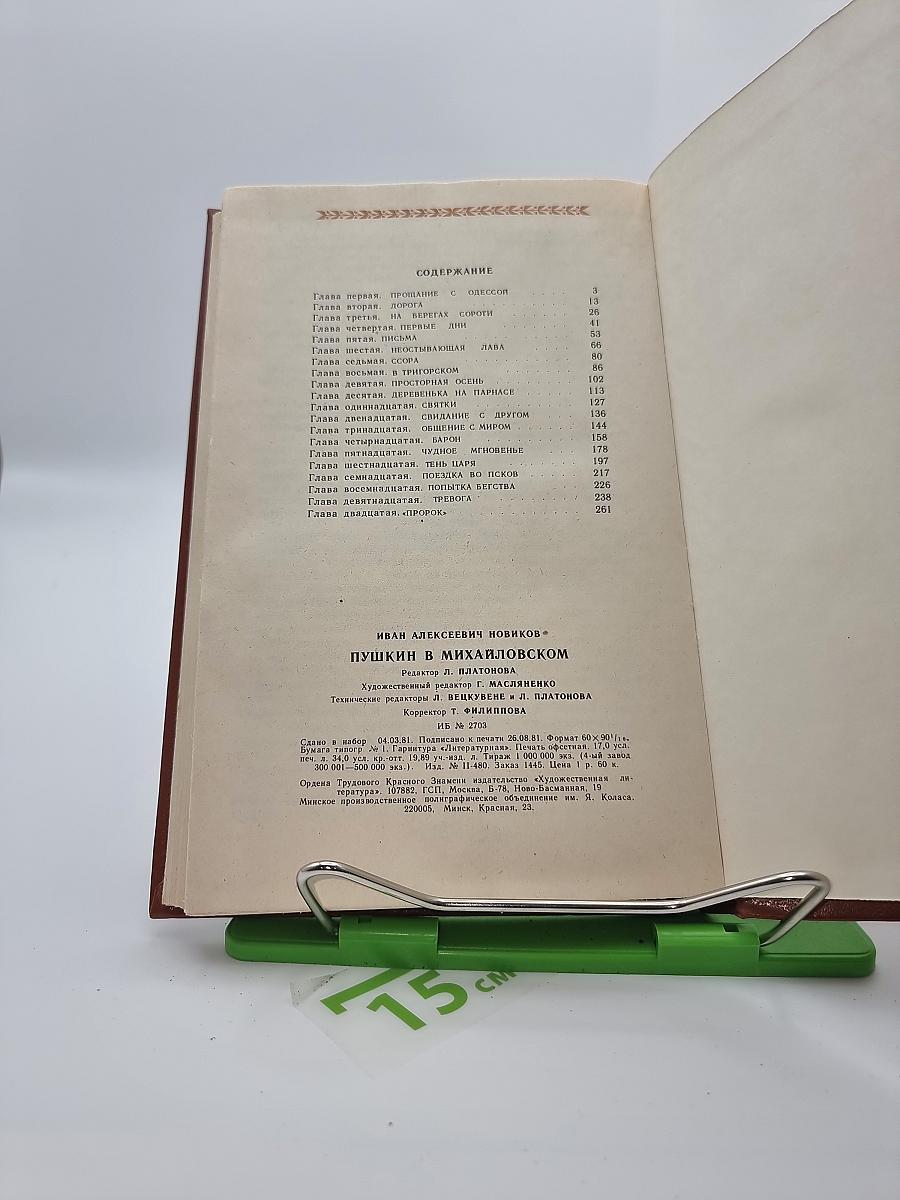 СОДЕРЖАНИЕ
Глава первая. ПРОЩАНИЕ С ОДЕССОЙ . . . . 3
Глава вторая. ДОРОГА . . . . 13
Глава третья. НА БЕРЕГАХ СОРОТИ . . . . 26
Глава четвертая. ПЕРВЫЕ ДНИ . . . . 41
Глава пятая. ПИСЬМА . . . . 53
Глава шестая. НЕОСТЫВАЮЩАЯ ЛАВА . . . . 66
Глава седьмая. ССОРА . . . . 80
Глава восьмая. В ТРИГОРСКОМ . . . . 86
Глава девятая. ПРОСТОРНАЯ ОСЕНЬ . . . . 102
Глава десятая. ДЕРЕВЕНЬКА НА ПАРНАСЕ . . . . 113
Глава одиннадцатая. СВЯТКИ . . . . 127
Глава двенадцатая. СВИДАНИЕ С ДРУГОМ . . . . 136
Глава тринадцатая. ОБЩЕНИЕ С МИРОМ . . . . 144
Глава четырнадцатая. БАРОН . . . . 158
Глава пятнадцатая. ЧУДНОЕ МГНОВЕНЬЕ . . . . 178
Глава шестнадцатая. ТЕНЬ ЦАРЯ . . . . 197
Глава семнадцатая. ПОЕЗДКА ВО ПСКОВ . . . . 217
Глава восемнадцатая. ПОПЫТКА БЕГСТВА . . . . 226
Глава девятнадцатая. ТРЕВОГА . . . . 238
Глава двадцатая. «ПРОРОК» . . . . 261
ИВАН АЛЕКСЕЕВИЧ НОВИКОВ
ПУШКИН В МИХАЙЛОВСКОМ
Редактор Л. ПЛАТОНОВА
Художественный редактор Г. МАСЛЯНЕНКО
Технические редакторы Л. ВЕЦКУВЕНЕ и Л. ПЛАТОНОВА
Корректор Т. ФИЛИППОВА
ИБ № 2703
Сдано в набор 04.03.81. Подписано к печати 26.08.81. Формат 60×90 1/16.
Бумага типогр. № 1. Гарнитура «Литературная». Печать офсетная. 17,0 усл.
печ. л. 34,0 усл. кр.-отт. 19,89 уч.-изд. л. Тираж 1 000 000 экз. (4-ый завод
300 001—500 000 экз.). Изд. № II-480. Заказ 1445. Цена 1 р. 60 к.
Ордена Трудового Красного Знамени издательство «Художественная ли-
тература». 107882, ГСП, Москва, Б-78, Ново-Басманная, 19
Минское производственное полиграфическое объединение им. Я. Коласа.
220005, Минск, Красная, 23.
15 см